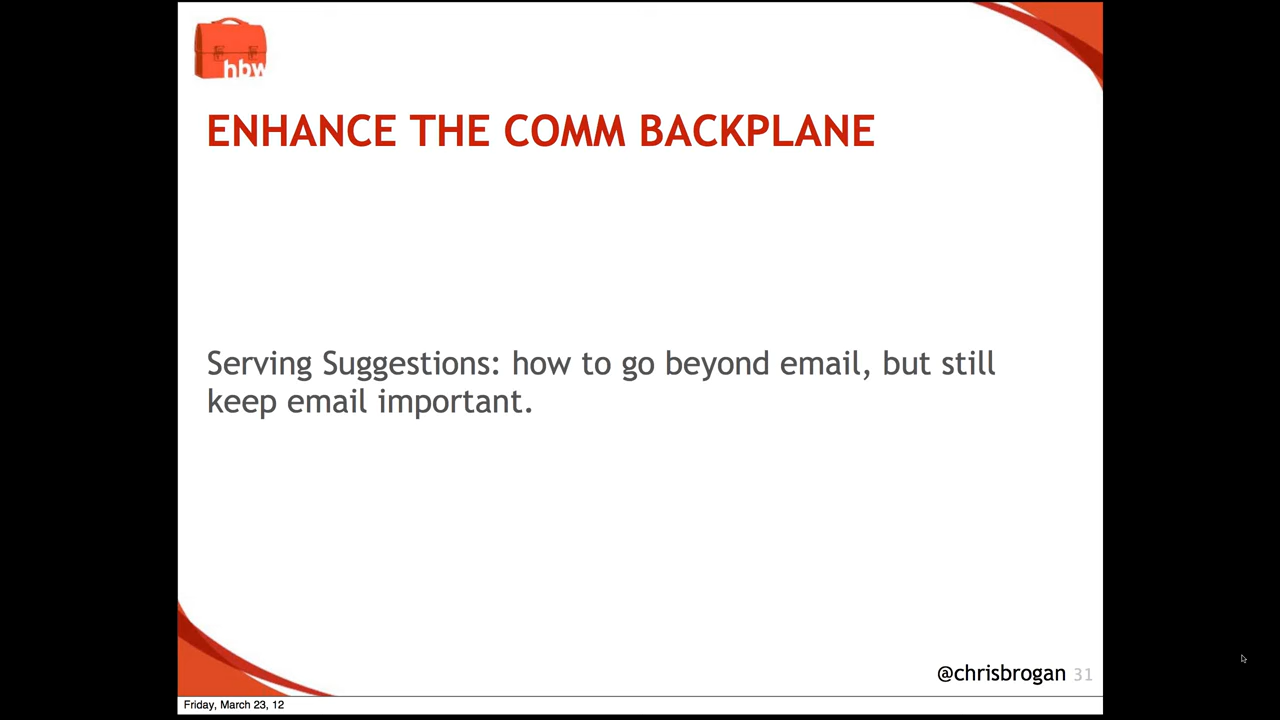 hbw
ENHANCE THE COMM BACKPLANE
Serving Suggestions: how to go beyond email, but still
keep email important.
@chrisbrogan 31
Friday, March 23, 12